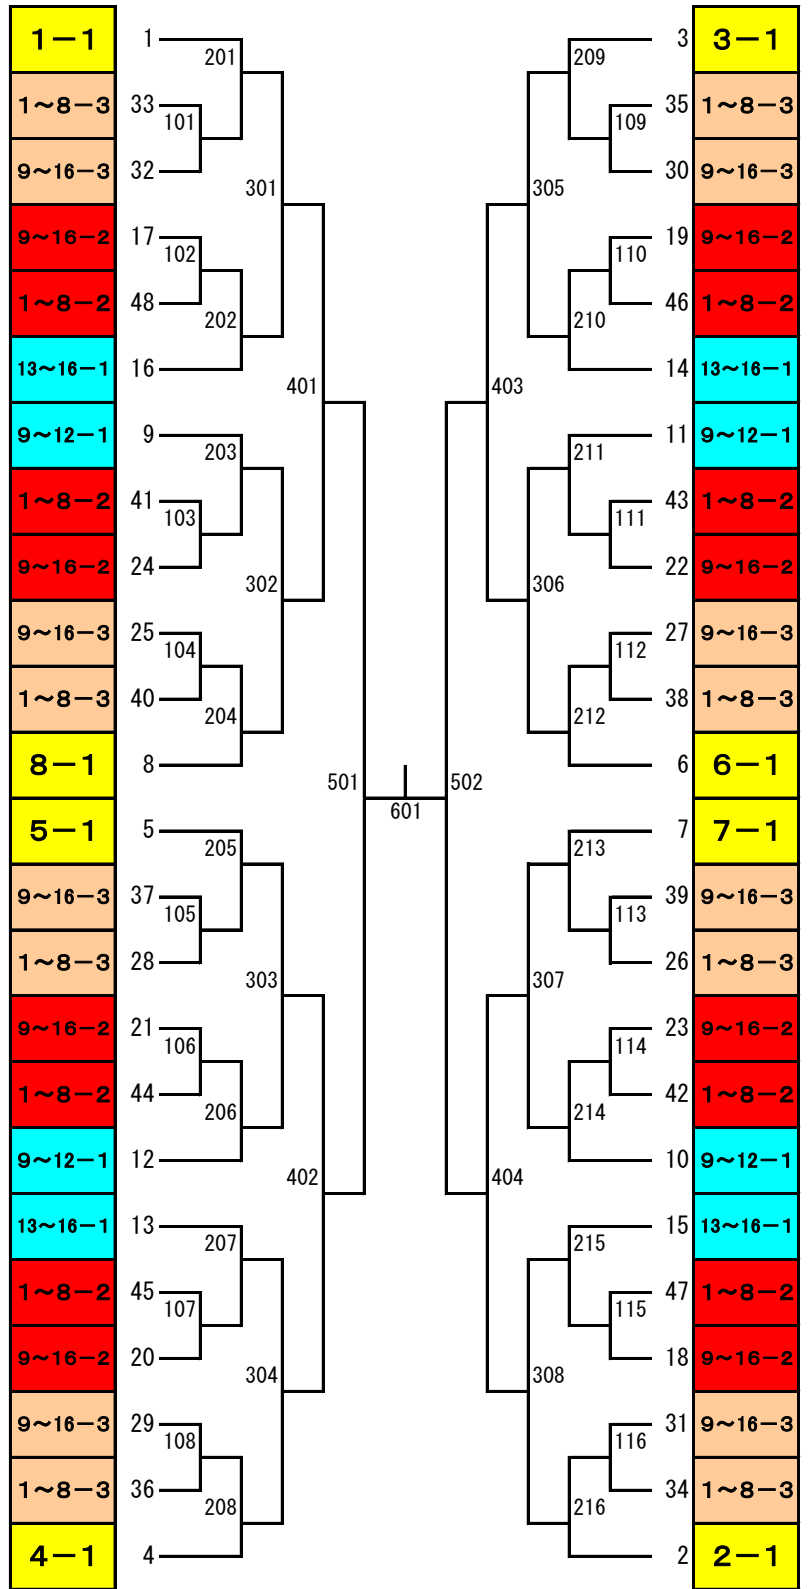 1－1 1 3 3－1
201 209
1～8－3 33 35 1～8－3
101 109
9～16－3 32 30 9～16－3
301 305
9～16－2 17 19 9～16－2
102 110
1～8－2 48 46 1～8－2
202 210
13～16－1 16 14 13～16－1
401 403
9～12－1 9 11 9～12－1
203 211
1～8－2 41 43 1～8－2
103 111
9～16－2 24 22 9～16－2
302 306
9～16－3 25 27 9～16－3
104 112
1～8－3 40 38 1～8－3
204 212
8－1 8 6 6－1
501 502
601
5－1 5 7 7－1
205 213
9～16－3 37 39 9～16－3
105 113
1～8－3 28 26 1～8－3
303 307
9～16－2 21 23 9～16－2
106 114
1～8－2 44 42 1～8－2
206 214
9～12－1 12 10 9～12－1
402 404
13～16－1 13 15 13～16－1
207 215
1～8－2 45 47 1～8－2
107 115
9～16－2 20 18 9～16－2
304 308
9～16－3 29 31 9～16－3
108 116
1～8－3 36 34 1～8－3
208 216
4－1 4 2 2－1